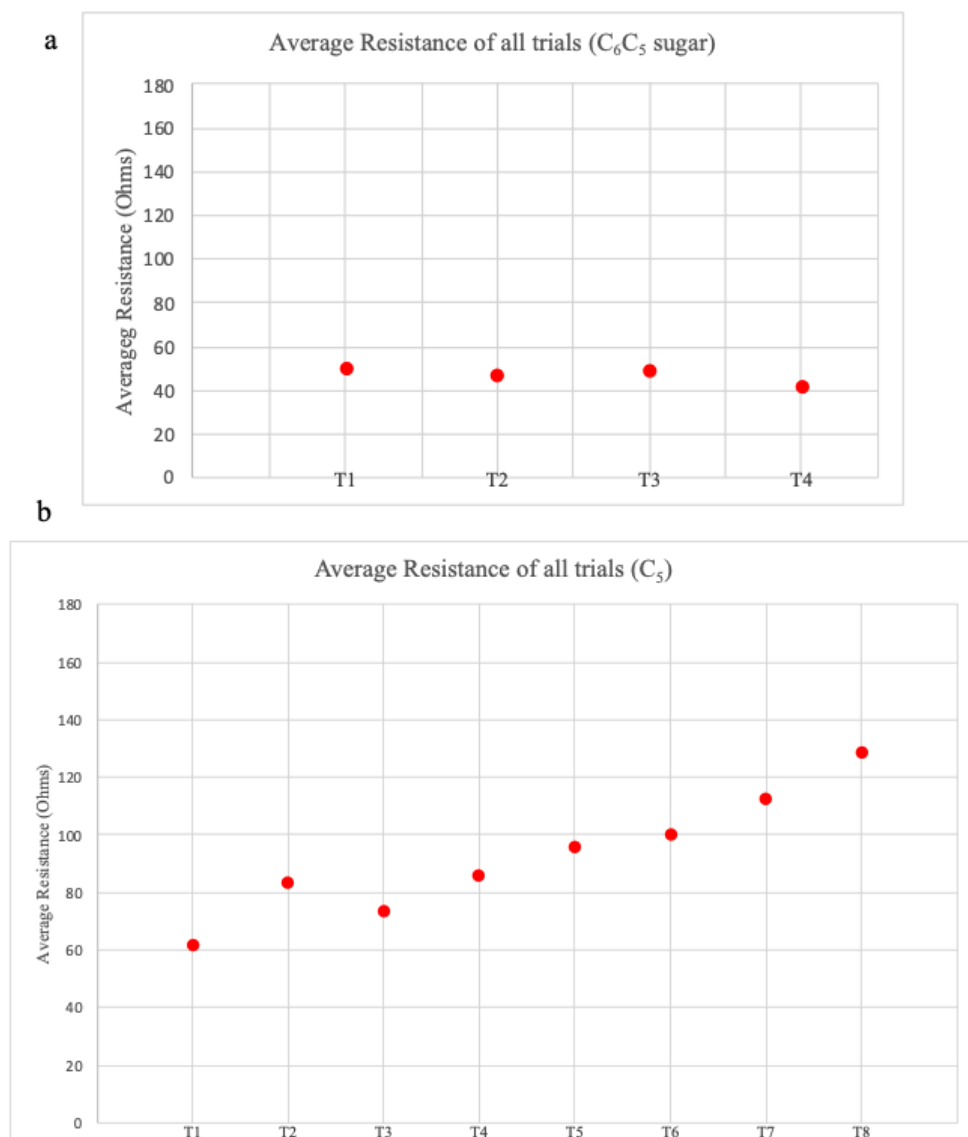 a
Average Resistance of all trials (C₆C₅ sugar)
Averageg Resistance (Ohms)
180
160
140
120
100
80
60
40
20
0
T1 T2 T3 T4
b
Average Resistance of all trials (C₅)
Average Resistance (Ohms)
180
160
140
120
100
80
60
40
20
0
T1 T2 T3 T4 T5 T6 T7 T8